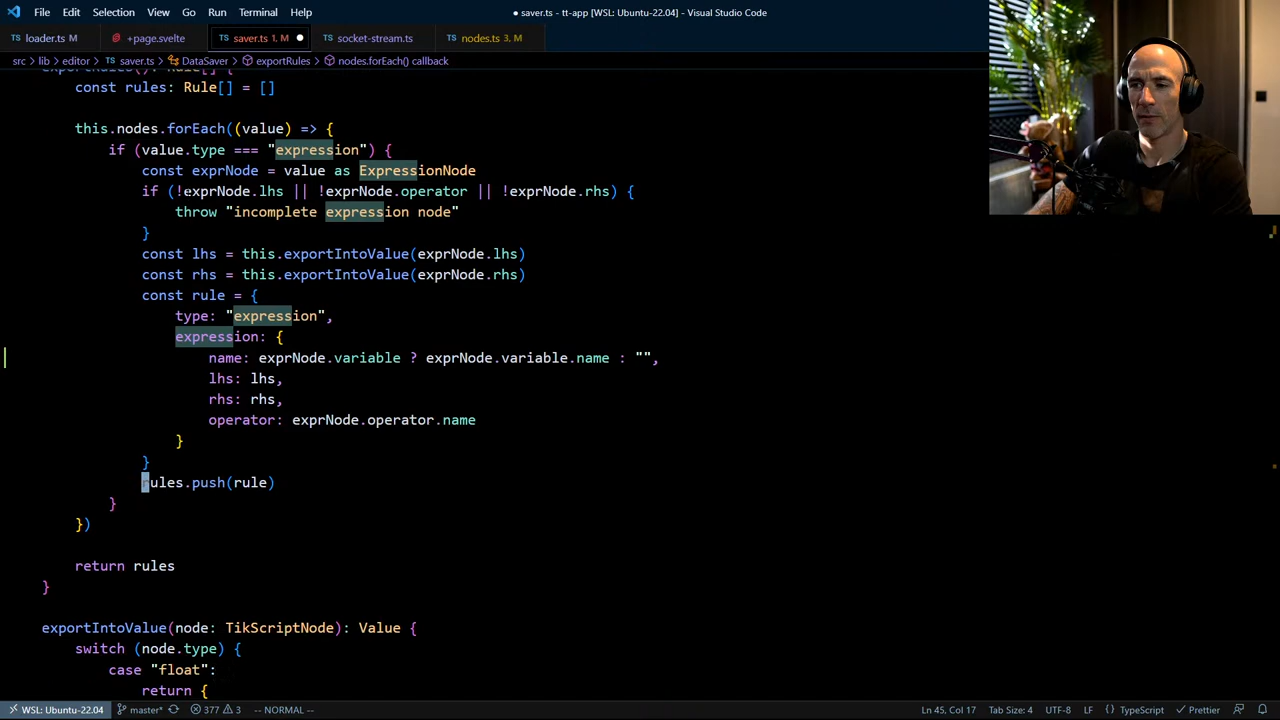 File Edit Selection View Go Run Terminal Help
● saver.ts - tt-app [WSL: Ubuntu-22.04] - Visual Studio Code
TS loader.ts M
+page.svelte
TS saver.ts 1, M ●
TS socket-stream.ts
TS nodes.ts 3, M
src > lib > editor > TS saver.ts > DataSaver > exportRules > nodes.forEach() callback
exportRules(): Rule[] {
const rules: Rule[] = []
this.nodes.forEach((value) => {
if (value.type === "expression") {
const exprNode = value as ExpressionNode
if (!exprNode.lhs || !exprNode.operator || !exprNode.rhs) {
throw "incomplete expression node"
}
const lhs = this.exportIntoValue(exprNode.lhs)
const rhs = this.exportIntoValue(exprNode.rhs)
const rule = {
type: "expression",
expression: {
name: exprNode.variable ? exprNode.variable.name : "",
lhs: lhs,
rhs: rhs,
operator: exprNode.operator.name
}
}
rules.push(rule)
}
})
return rules
}
exportIntoValue(node: TikScriptNode): Value {
switch (node.type) {
case "float":
return {
WSL: Ubuntu-22.04 master* 377 3 -- NORMAL -- Ln 45, Col 17 Tab Size: 4 UTF-8 LF {} TypeScript Prettier